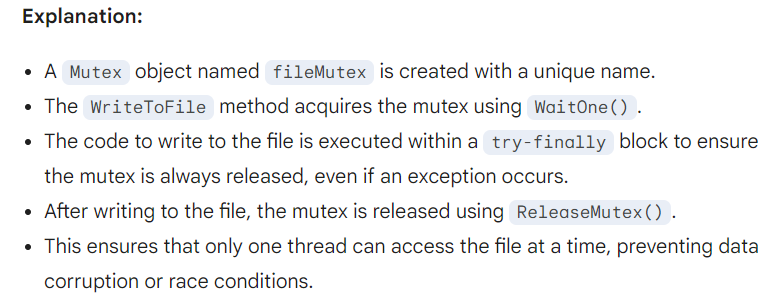 Explanation:
• A Mutex object named fileMutex is created with a unique name.
• The WriteToFile method acquires the mutex using WaitOne().
• The code to write to the file is executed within a try-finally block to ensure
the mutex is always released, even if an exception occurs.
• After writing to the file, the mutex is released using ReleaseMutex().
• This ensures that only one thread can access the file at a time, preventing data
corruption or race conditions.